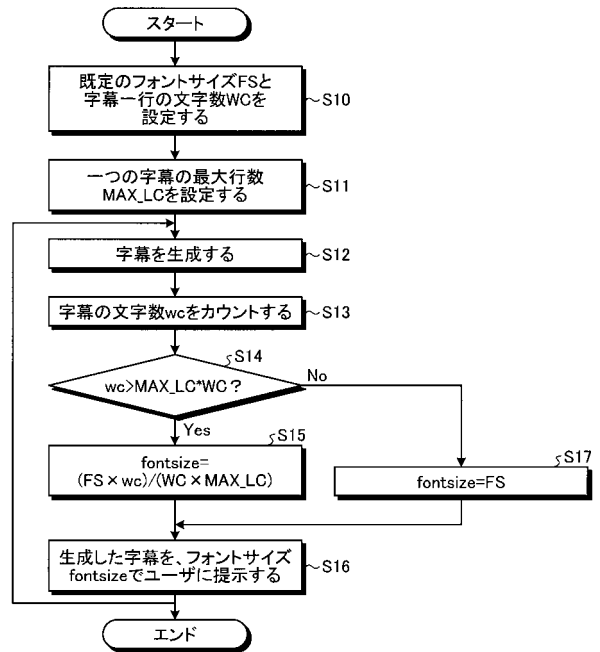 スタート
既定のフォントサイズFSと
字幕一行の文字数WCを
設定する
～S10
一つの字幕の最大行数
MAX_LCを設定する
～S11
字幕を生成する
～S12
字幕の文字数wcをカウントする
～S13
S14
wc>MAX_LC*WC？
No
Yes
S15
fontsize=
(FS×wc)/(WC×MAX_LC)
S17
fontsize=FS
生成した字幕を、フォントサイズ
fontsizeでユーザに提示する
～S16
エンド